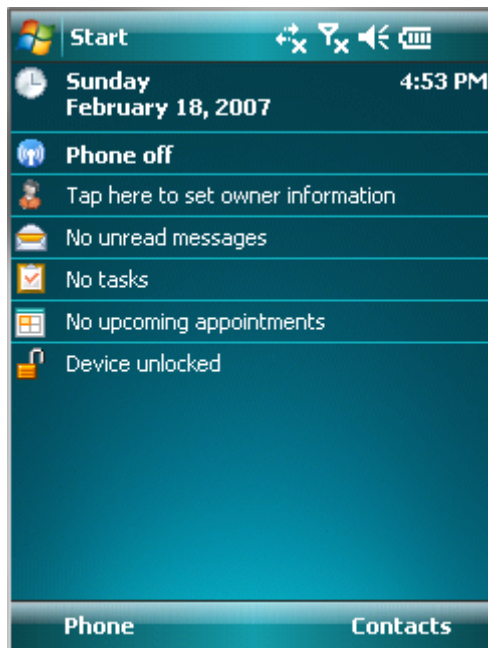 Start
Sunday 4:53 PM
February 18, 2007
Phone off
Tap here to set owner information
No unread messages
No tasks
No upcoming appointments
Device unlocked
Phone Contacts